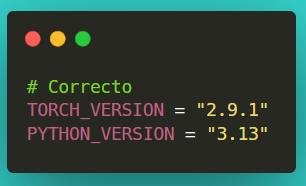 # Correcto
TORCH_VERSION = "2.9.1"
PYTHON_VERSION = "3.13"